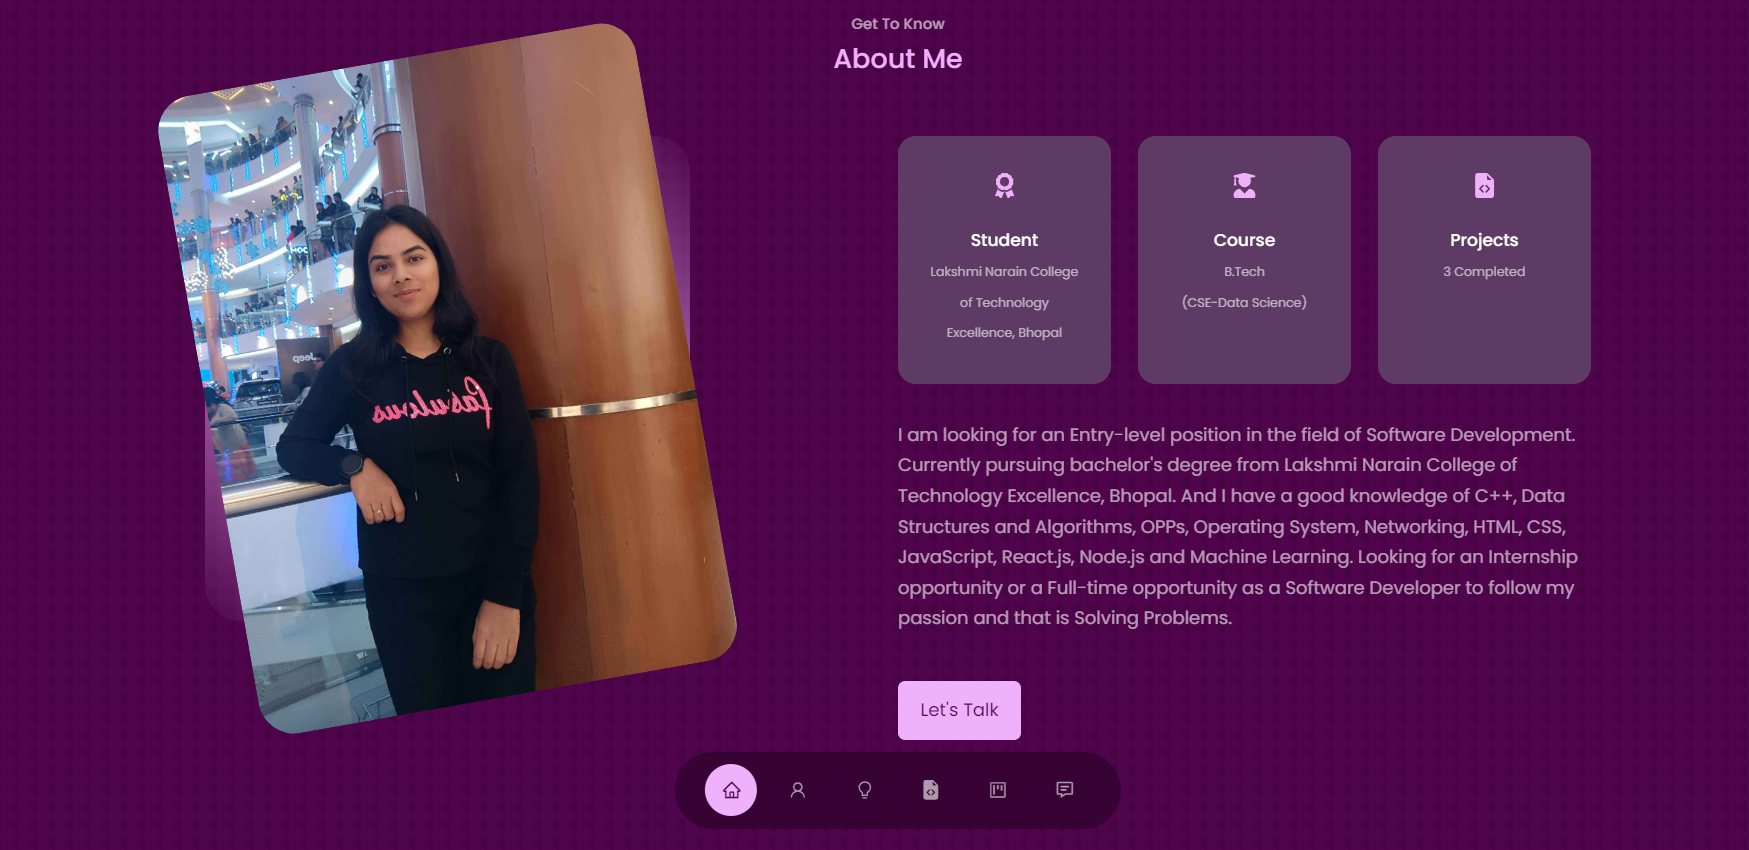 Get To Know
About Me
Jeep
fabulous
Student
Lakshmi Narain College
of Technology
Excellence, Bhopal
Course
B.Tech
(CSE-Data Science)
Projects
3 Completed
I am looking for an Entry-level position in the field of Software Development.
Currently pursuing bachelor's degree from Lakshmi Narain College of
Technology Excellence, Bhopal. And I have a good knowledge of C++, Data
Structures and Algorithms, OPPs, Operating System, Networking, HTML, CSS,
JavaScript, React.js, Node.js and Machine Learning. Looking for an Internship
opportunity or a Full-time opportunity as a Software Developer to follow my
passion and that is Solving Problems.
Let's Talk